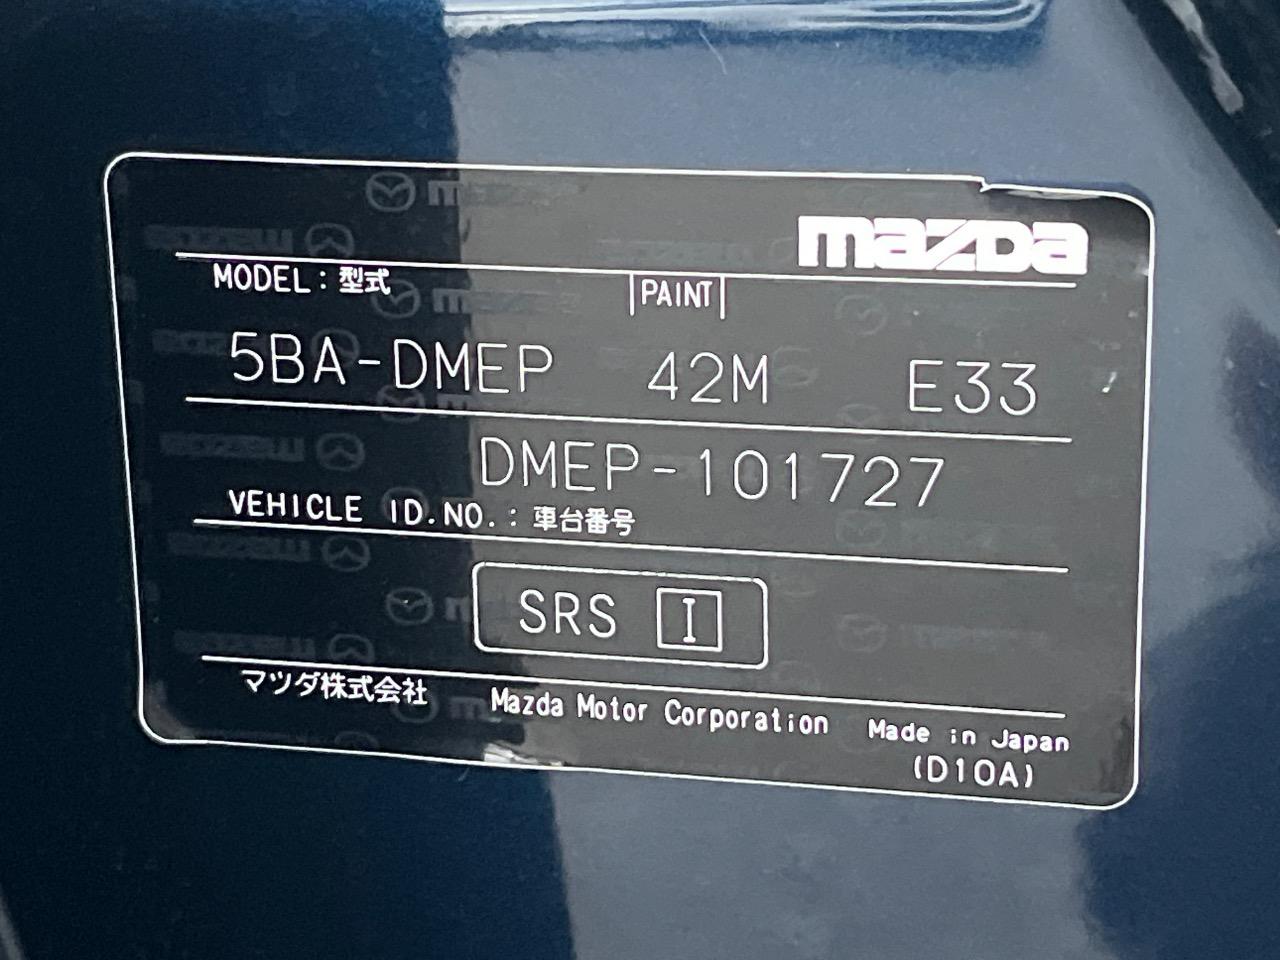 mazda
MODEL：型式 PAINT
5BA-DMEP 42M E33
DMEP-101727
VEHICLE ID.NO.：車台番号
SRS I
マツダ株式会社 Mazda Motor Corporation Made in Japan
(D10A)